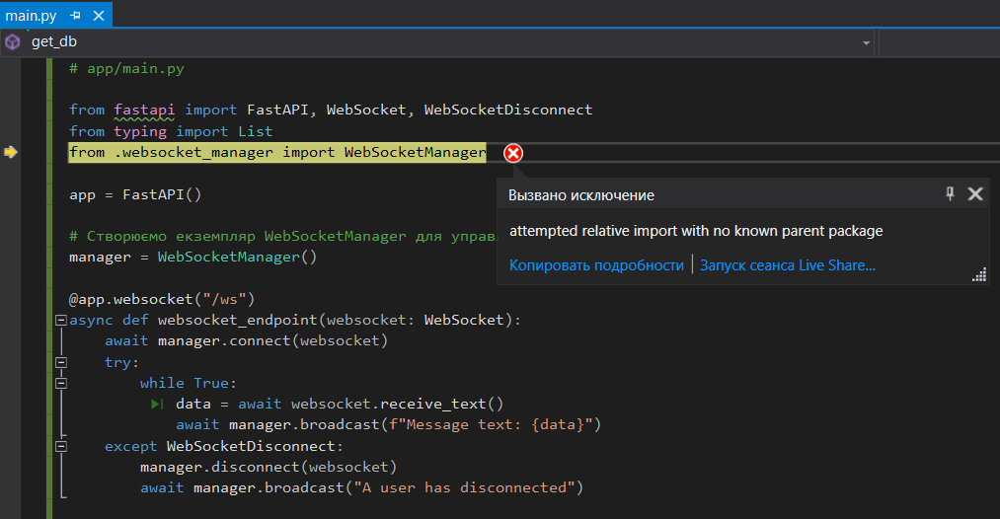 main.py
get_db
# app/main.py
from fastapi import FastAPI, WebSocket, WebSocketDisconnect
from typing import List
from .websocket_manager import WebSocketManager
Вызвано исключение
attempted relative import with no known parent package
Копировать подробности | Запуск сеанса Live Share...
app = FastAPI()
# Створюємо екземпляр WebSocketManager для управл
manager = WebSocketManager()
@app.websocket("/ws")
async def websocket_endpoint(websocket: WebSocket):
    await manager.connect(websocket)
    try:
        while True:
            data = await websocket.receive_text()
            await manager.broadcast(f"Message text: {data}")
    except WebSocketDisconnect:
        manager.disconnect(websocket)
        await manager.broadcast("A user has disconnected")